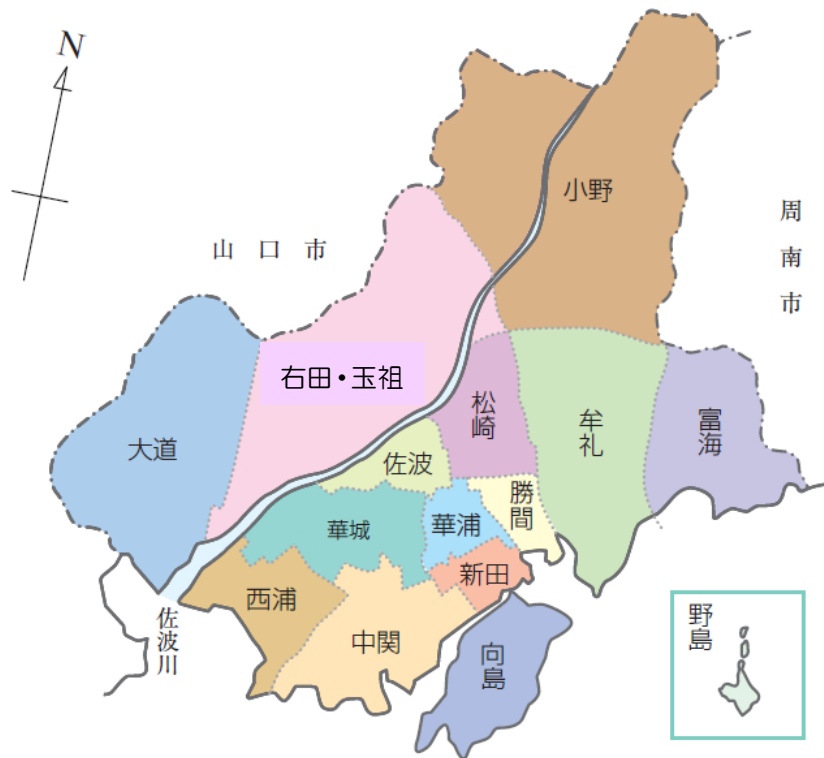 N
小野
周南市
山口市
右田・玉祖
松崎
牟礼
富海
大道
佐波
勝間
華浦
華城
新田
西浦
野島
佐波川
中関
向島